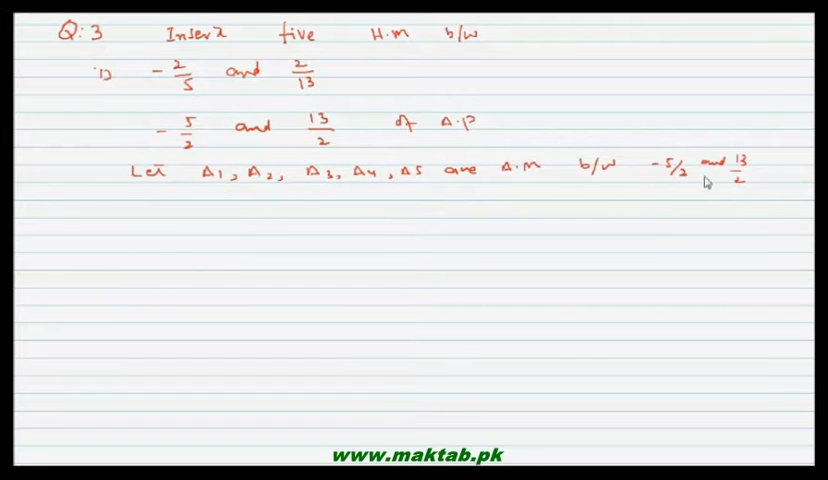 Q:3 Insert five H.M b/w
i) - 2/5 and 2/13
- 5/2 and 13/2 of A.P
Let A1, A2, A3, A4, A5 are A.M b/w -5/2 and 13/2
www.maktab.pk